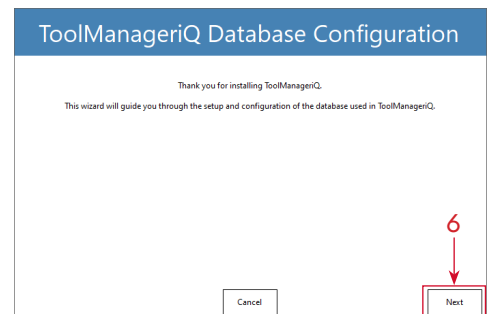 ToolManageriQ Database Configuration
Thank you for installing ToolManageriQ.
This wizard will guide you through the setup and configuration of the database used in ToolManageriQ.
6
Cancel
Next